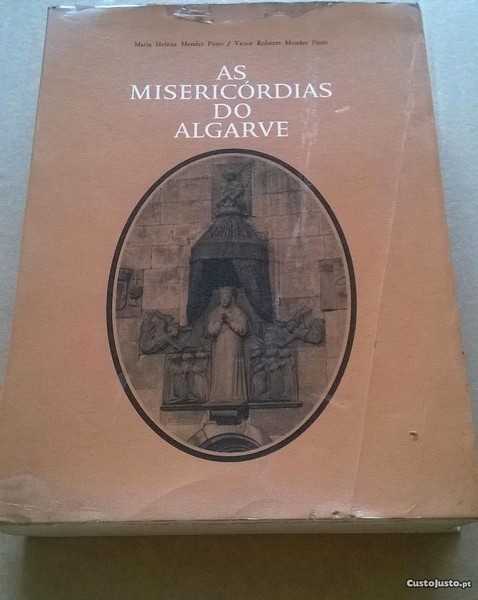 Maria Helena Mendes Pinto / Victor Roberto Mendes Pinto
AS
MISERICÓRDIAS
DO
ALGARVE
CustoJusto.pt